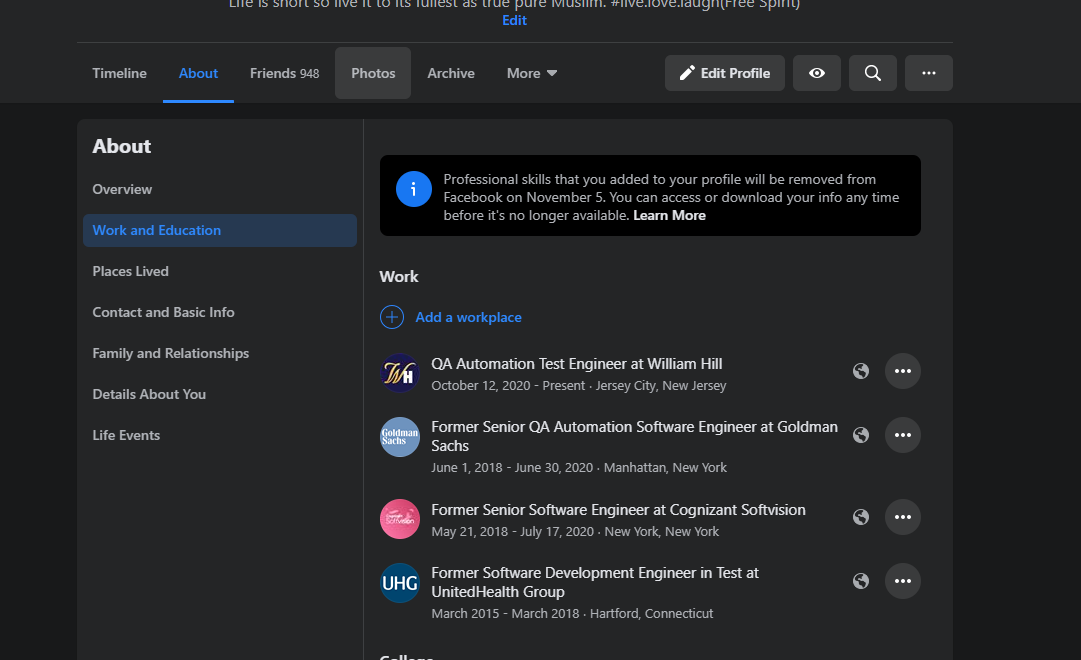 Life is short so live it to its fullest as true pure Muslim. #live.love.laugh(Free Spirit)
Edit
Timeline
About
Friends 948
Photos
Archive
More
Edit Profile
About
Overview
Work and Education
Places Lived
Contact and Basic Info
Family and Relationships
Details About You
Life Events
Professional skills that you added to your profile will be removed from
Facebook on November 5. You can access or download your info any time
before it's no longer available. Learn More
Work
Add a workplace
WH
QA Automation Test Engineer at William Hill
October 12, 2020 - Present · Jersey City, New Jersey
Goldman
Sachs
Former Senior QA Automation Software Engineer at Goldman
Sachs
June 1, 2018 - June 30, 2020 · Manhattan, New York
Softvision
Former Senior Software Engineer at Cognizant Softvision
May 21, 2018 - July 17, 2020 · New York, New York
UHG
Former Software Development Engineer in Test at
UnitedHealth Group
March 2015 - March 2018 · Hartford, Connecticut
College